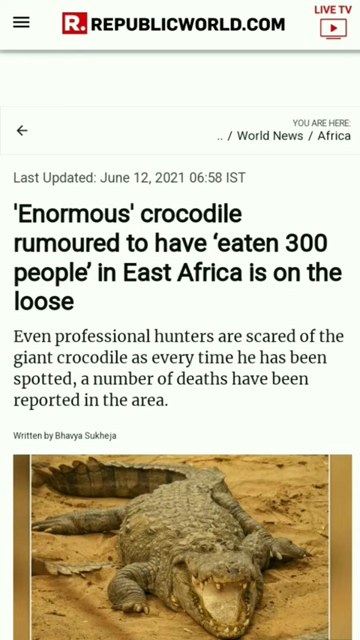 LIVE TV
R. REPUBLICWORLD.COM
YOU ARE HERE:
.. / World News / Africa
Last Updated: June 12, 2021 06:58 IST
'Enormous' crocodile
rumoured to have ‘eaten 300
people’ in East Africa is on the
loose
Even professional hunters are scared of the
giant crocodile as every time he has been
spotted, a number of deaths have been
reported in the area.
Written by Bhavya Sukheja